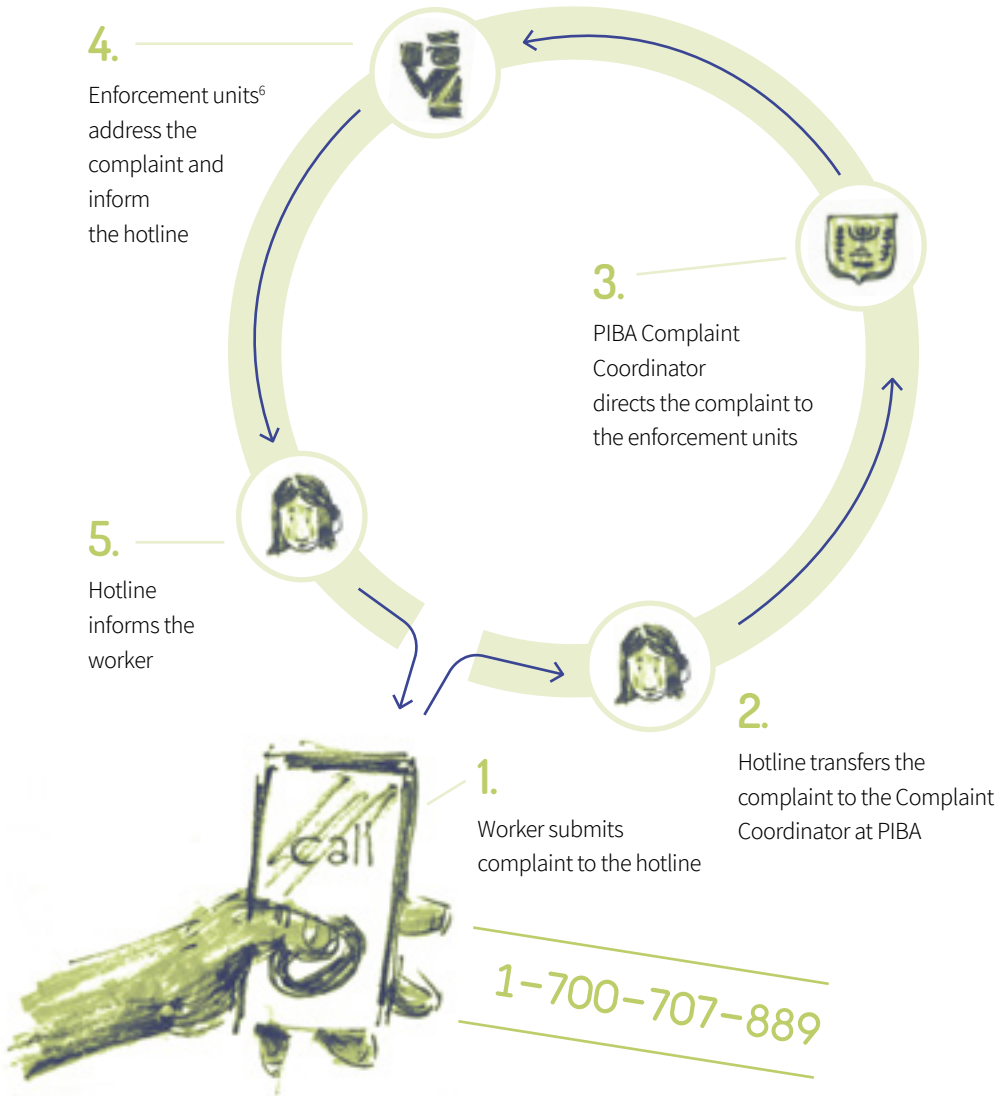 4.
Enforcement units6
address the
complaint and
inform
the hotline
3.
PIBA Complaint
Coordinator
directs the complaint to
the enforcement units
5.
Hotline
informs the
worker
2.
Hotline transfers the
complaint to the Complaint
Coordinator at PIBA
1.
Worker submits
complaint to the hotline
call
1-700-707-889